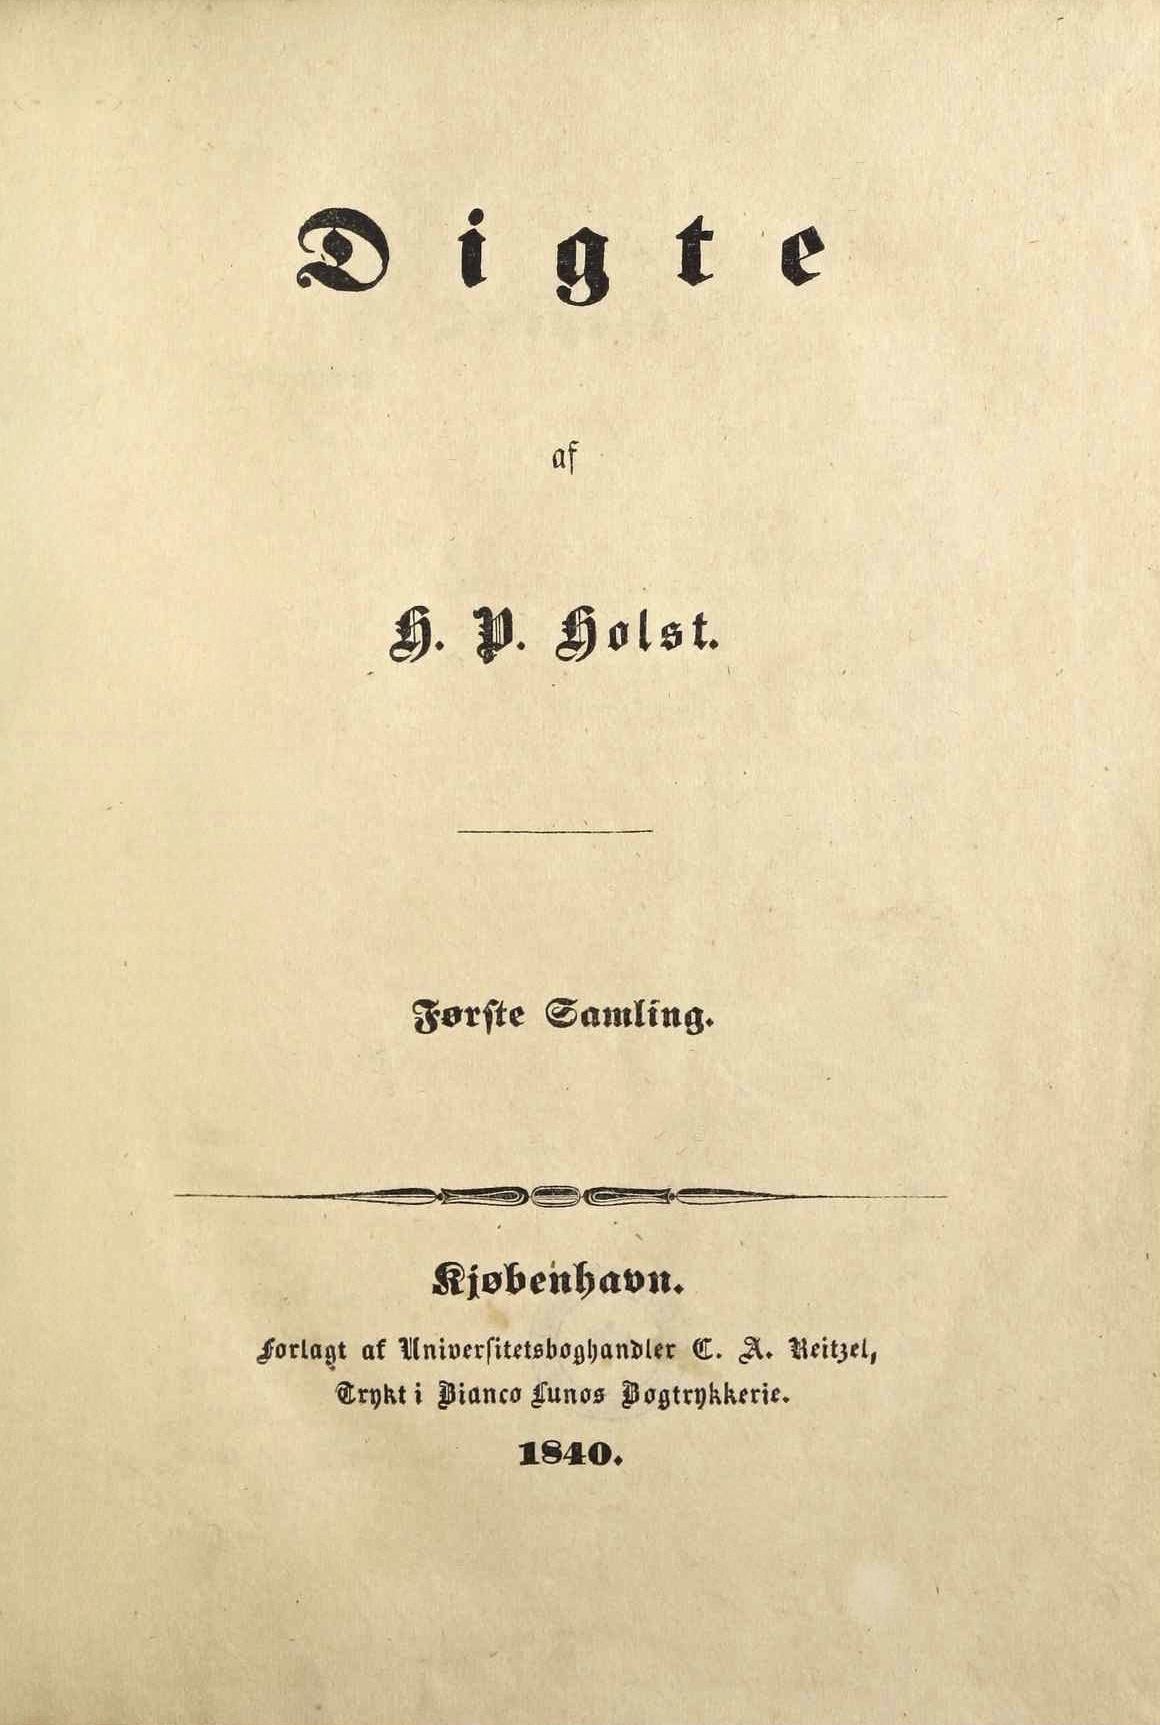 Digte
af
H. P. Holst.
Første Samling.
Kjøbenhavn.
Forlagt af Universitetsboghandler C. A. Reitzel,
Trykt i Bianco Lunos Bogtrykkerie.
1840.